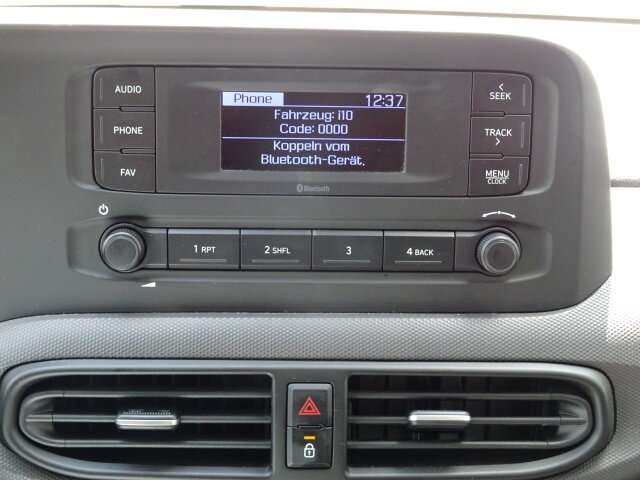 AUDIO
PHONE
FAV
Phone 12:37
Fahrzeug: i10
Code: 0000
Koppeln vom
Bluetooth-Gerät.
Bluetooth
< SEEK
TRACK >
MENU
CLOCK
1 RPT
2 SHFL
3
4 BACK